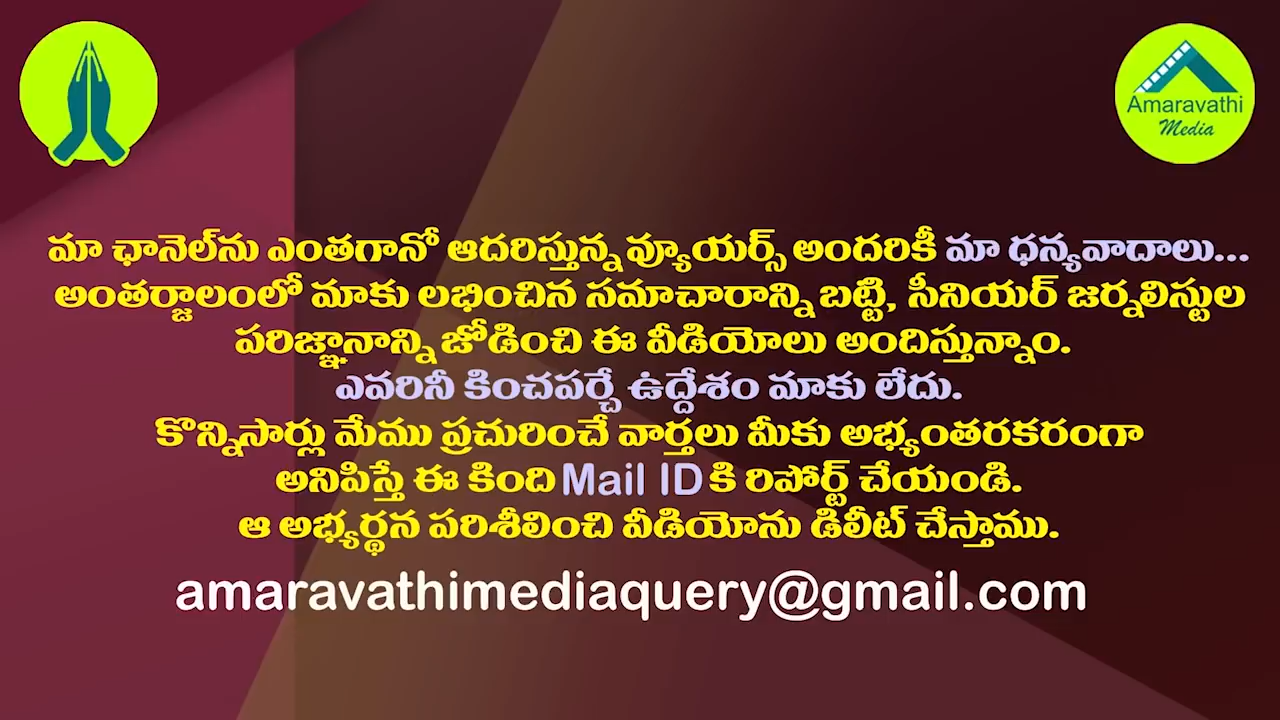 Amaravathi
Media
మా ఛానెల్‌ను ఎంతగానో ఆదరిస్తున్న వ్యూయర్స్ అందరికీ మా ధన్యవాదాలు...
అంతర్జాలంలో మాకు లభించిన సమాచారాన్ని బట్టి, సీనియర్ జర్నలిస్టుల
పరిజ్ఞానాన్ని జోడించి ఈ వీడియోలు అందిస్తున్నాం.
ఎవరినీ కించపర్చే ఉద్దేశం మాకు లేదు.
కొన్నిసార్లు మేము ప్రచురించే వార్తలు మీకు అభ్యంతరకరంగా
అనిపిస్తే ఈ కింది Mail ID కి రిపోర్ట్ చేయండి.
ఆ అభ్యర్థన పరిశీలించి వీడియోను డిలీట్ చేస్తాము.
amaravathimediaquery@gmail.com